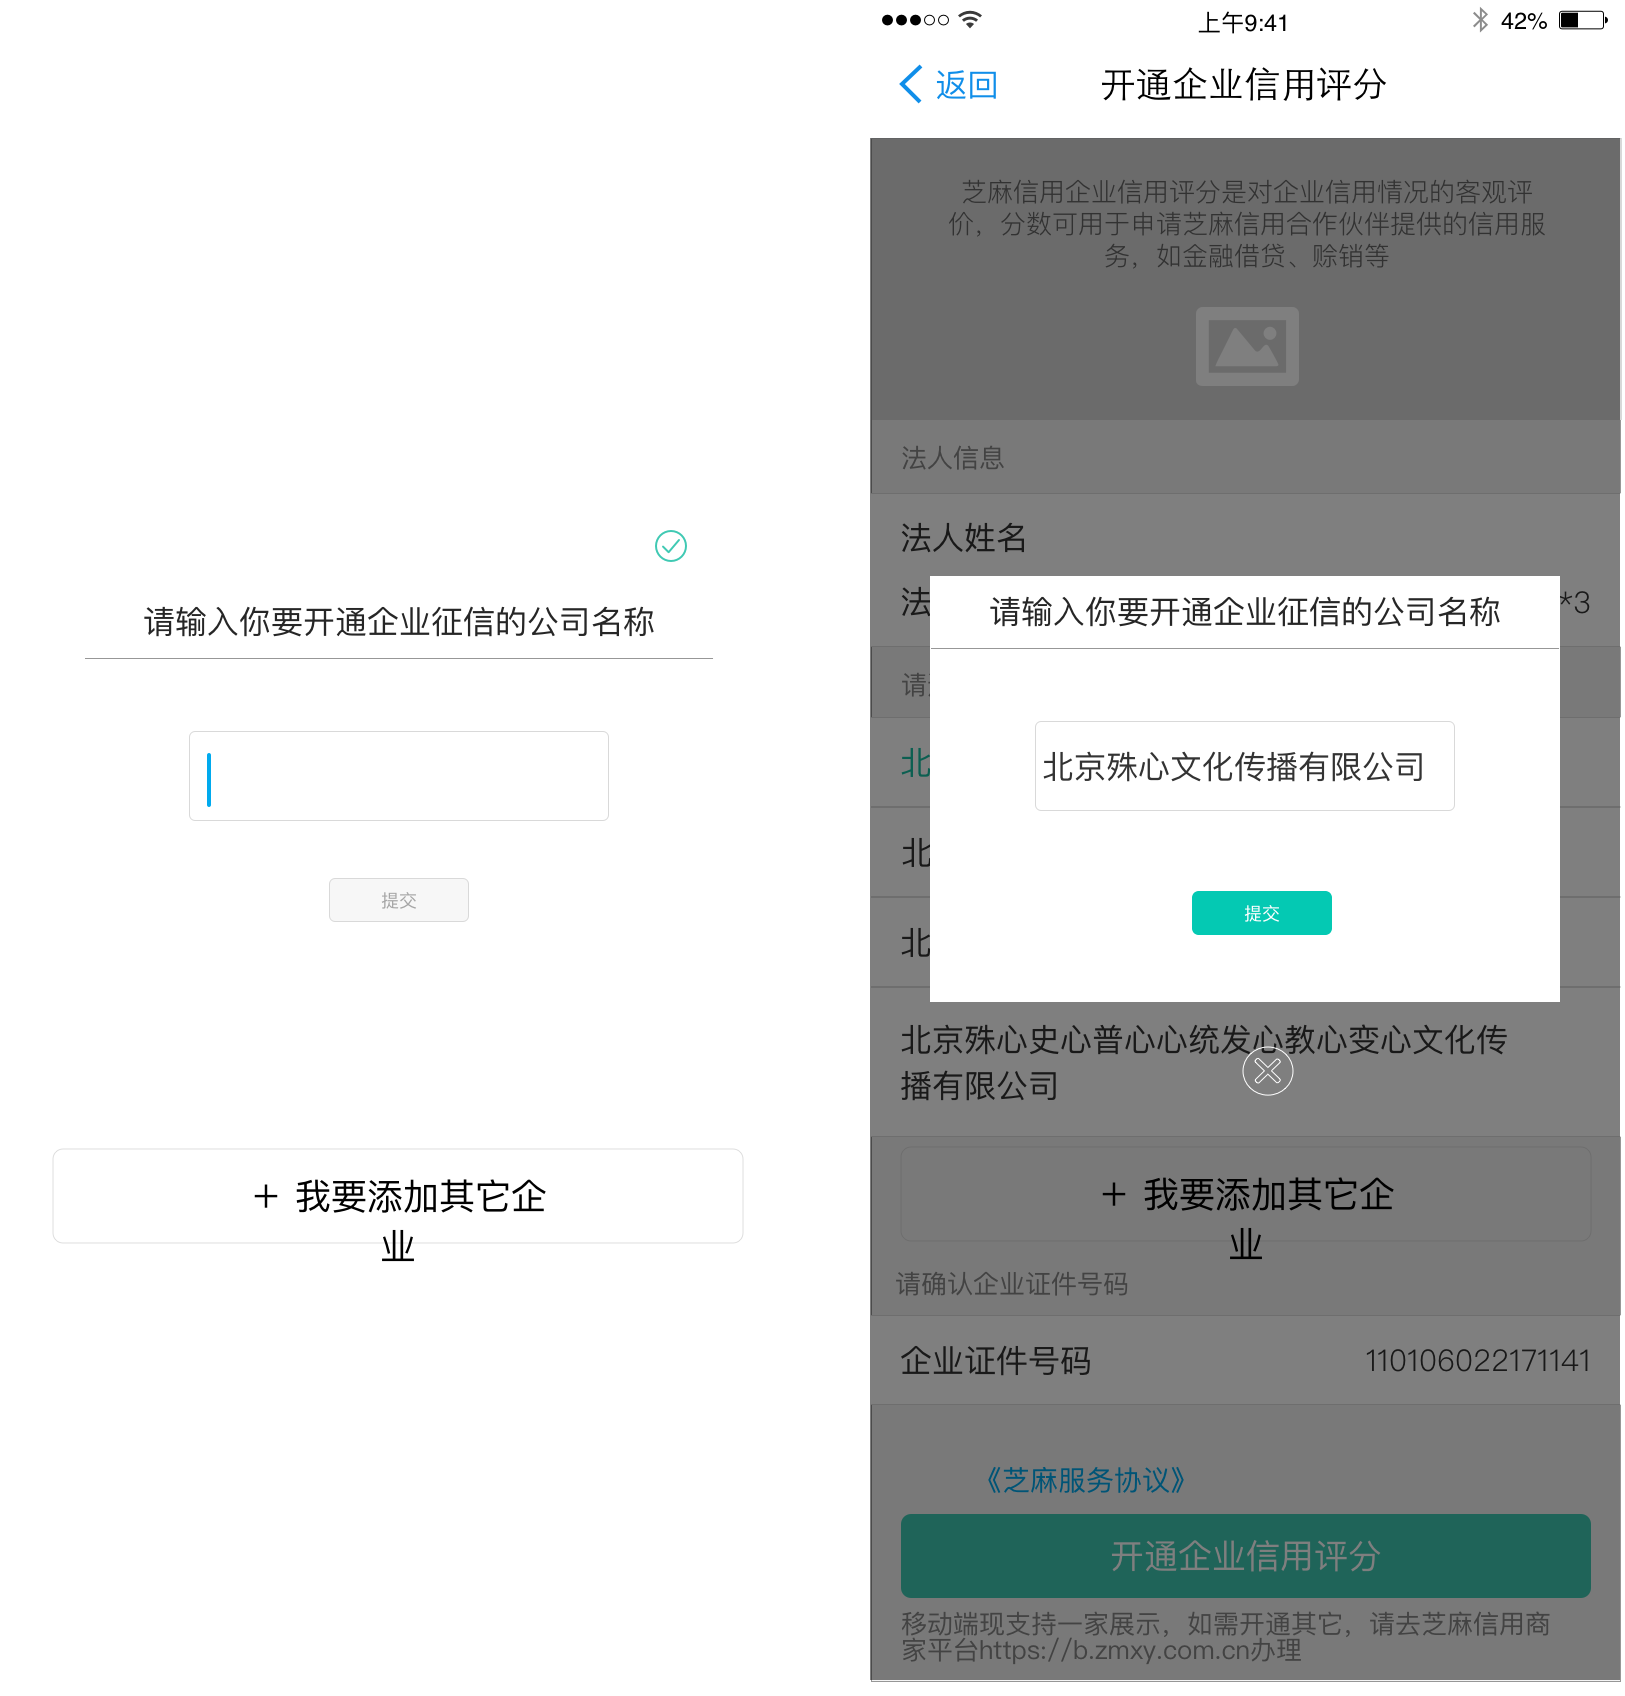 请输入你要开通企业征信的公司名称
提交
＋ 我要添加其它企
业
上午9:41
42%
返回
开通企业信用评分
芝麻信用企业信用评分是对企业信用情况的客观评
价，分数可用于申请芝麻信用合作伙伴提供的信用服
务，如金融借贷、赊销等
法人信息
法人姓名
法
*3
请输入你要开通企业征信的公司名称
请
北
北京殊心文化传播有限公司
北
提交
北
北京殊心史心普心心统发心教心变心文化传
播有限公司
＋ 我要添加其它企
业
请确认企业证件号码
企业证件号码
110106022171141
《芝麻服务协议》
开通企业信用评分
移动端现支持一家展示，如需开通其它，请去芝麻信用商
家平台https://b.zmxy.com.cn办理